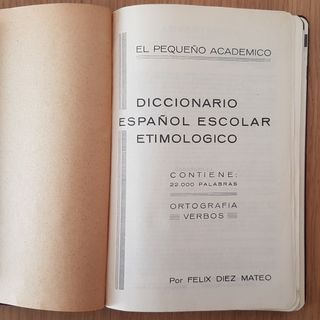 EL PEQUEÑO ACADEMICO
DICCIONARIO
ESPAÑOL ESCOLAR
ETIMOLOGICO
CONTIENE:
22.000 PALABRAS
ORTOGRAFIA
VERBOS
Por FELIX DIEZ MATEO